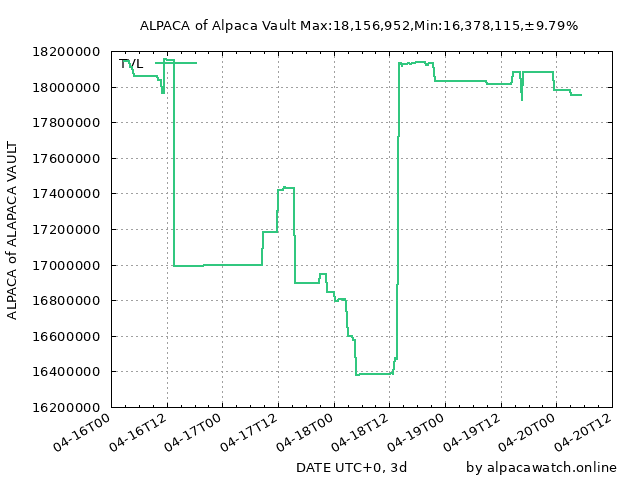 ALPACA of Alpaca Vault Max:18,156,952,Min:16,378,115,±9.79%
18200000
TVL
18000000
17800000
17600000
17400000
17200000
17000000
16800000
16600000
16400000
16200000
ALPACA of ALAPACA VAULT
04-16T00
04-16T12
04-17T00
04-17T12
04-18T00
04-18T12
04-19T00
04-19T12
04-20T00
04-20T12
DATE UTC+0, 3d
by alpacawatch.online